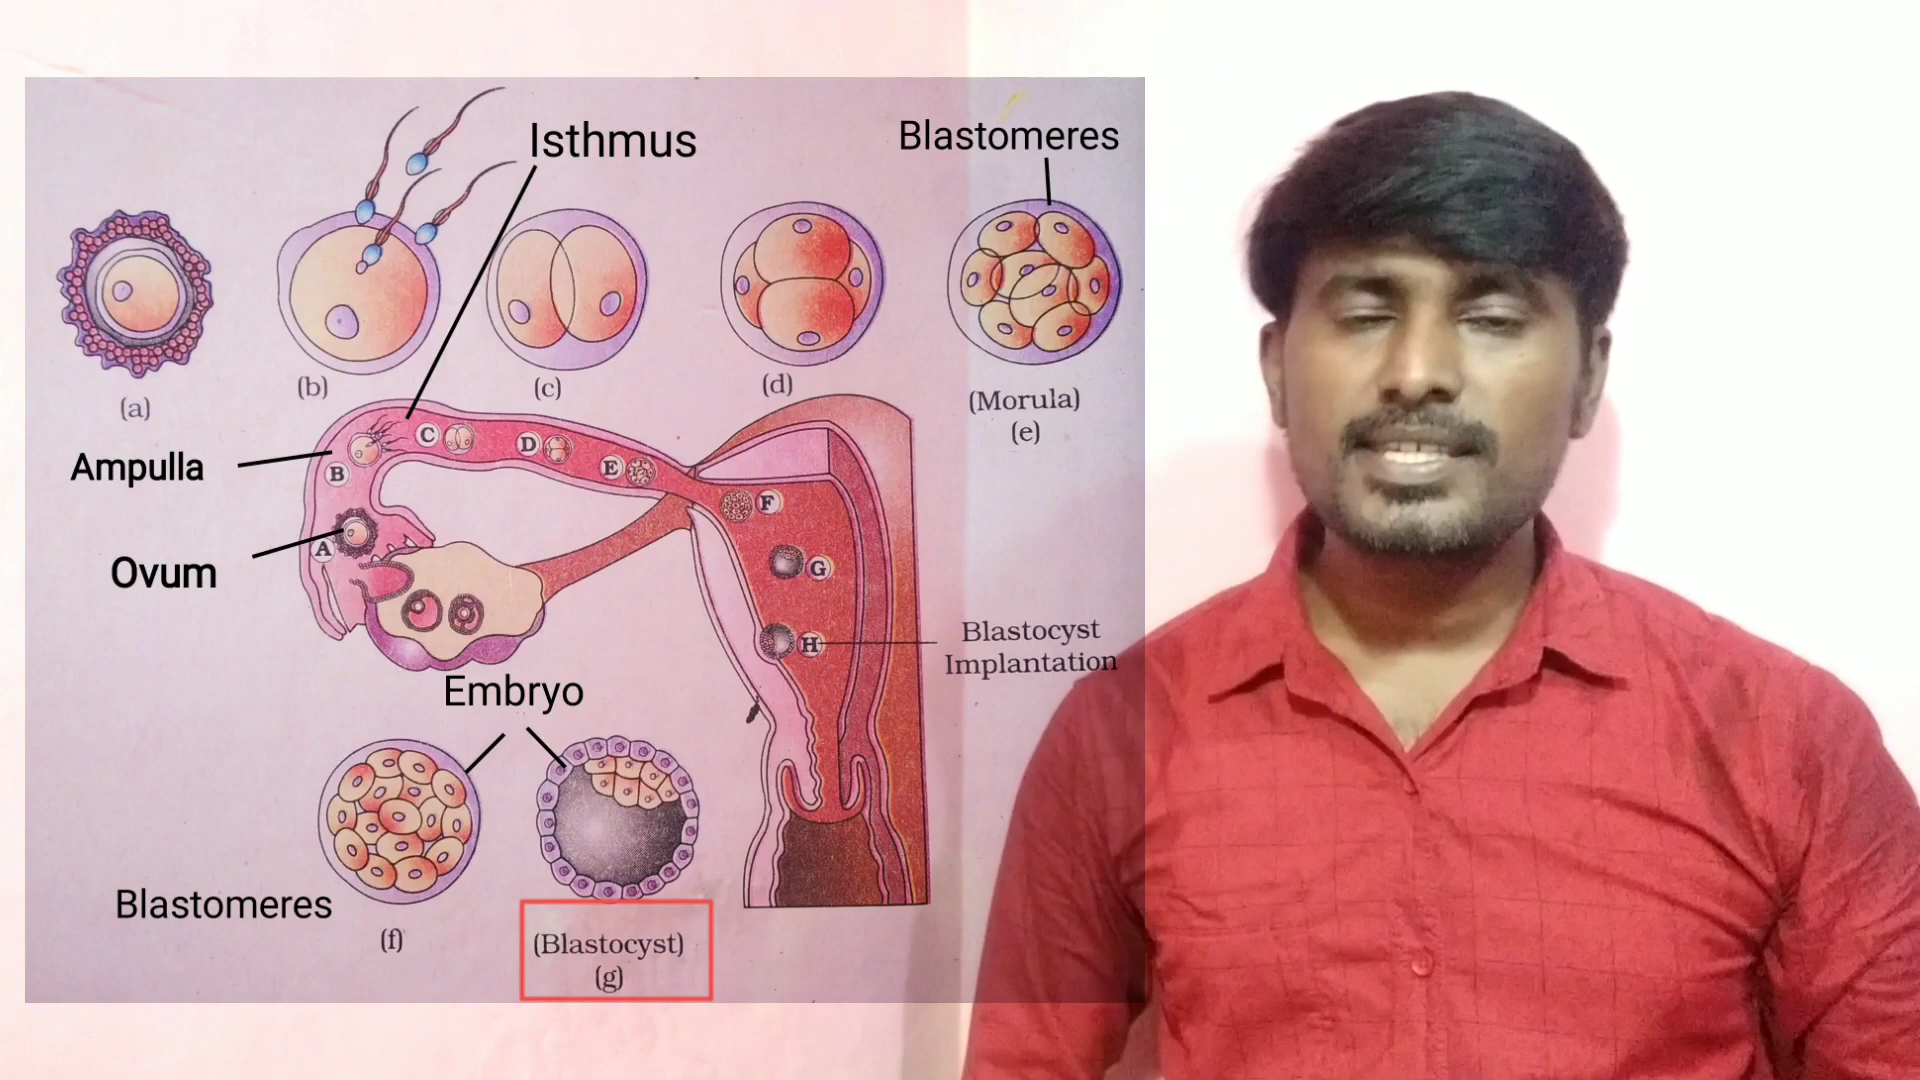 Isthmus
Blastomeres
(a)
(b)
(c)
(d)
(Morula)
(e)
Ampulla
B
C
D
E
F
Ovum
A
G
H
Blastocyst
Implantation
Embryo
Blastomeres
(f)
(Blastocyst)
(g)